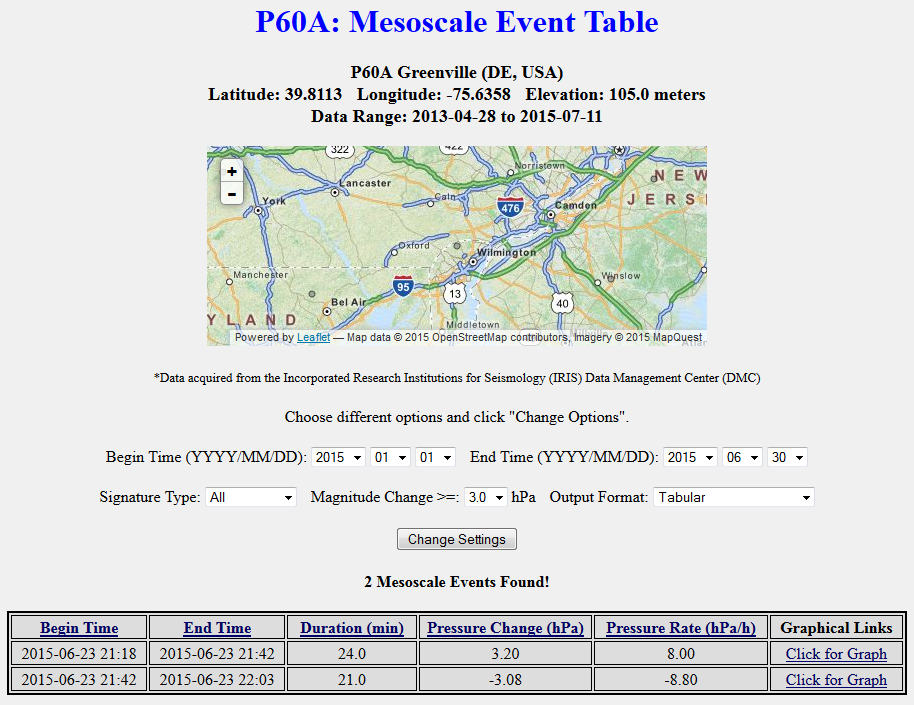 P60A: Mesoscale Event Table
P60A Greenville (DE, USA)
Latitude: 39.8113 Longitude: -75.6358 Elevation: 105.0 meters
Data Range: 2013-04-28 to 2015-07-11
322
422
Norristown
+
-
NEW
JERS
Lancaster
York
Caln
476
Camden
Oxford
Wilmington
Manchester
95
13
Winslow
Bel Air
40
YLAND
Middletown
Powered by Leaflet — Map data © 2015 OpenStreetMap contributors, Imagery © 2015 MapQuest
*Data acquired from the Incorporated Research Institutions for Seismology (IRIS) Data Management Center (DMC)
Choose different options and click "Change Options".
Begin Time (YYYY/MM/DD): 2015 01 01 End Time (YYYY/MM/DD): 2015 06 30
Signature Type: All Magnitude Change >=: 3.0 hPa Output Format: Tabular
Change Settings
2 Mesoscale Events Found!
Begin Time End Time Duration (min) Pressure Change (hPa) Pressure Rate (hPa/h) Graphical Links
2015-06-23 21:18 2015-06-23 21:42 24.0 3.20 8.00 Click for Graph
2015-06-23 21:42 2015-06-23 22:03 21.0 -3.08 -8.80 Click for Graph